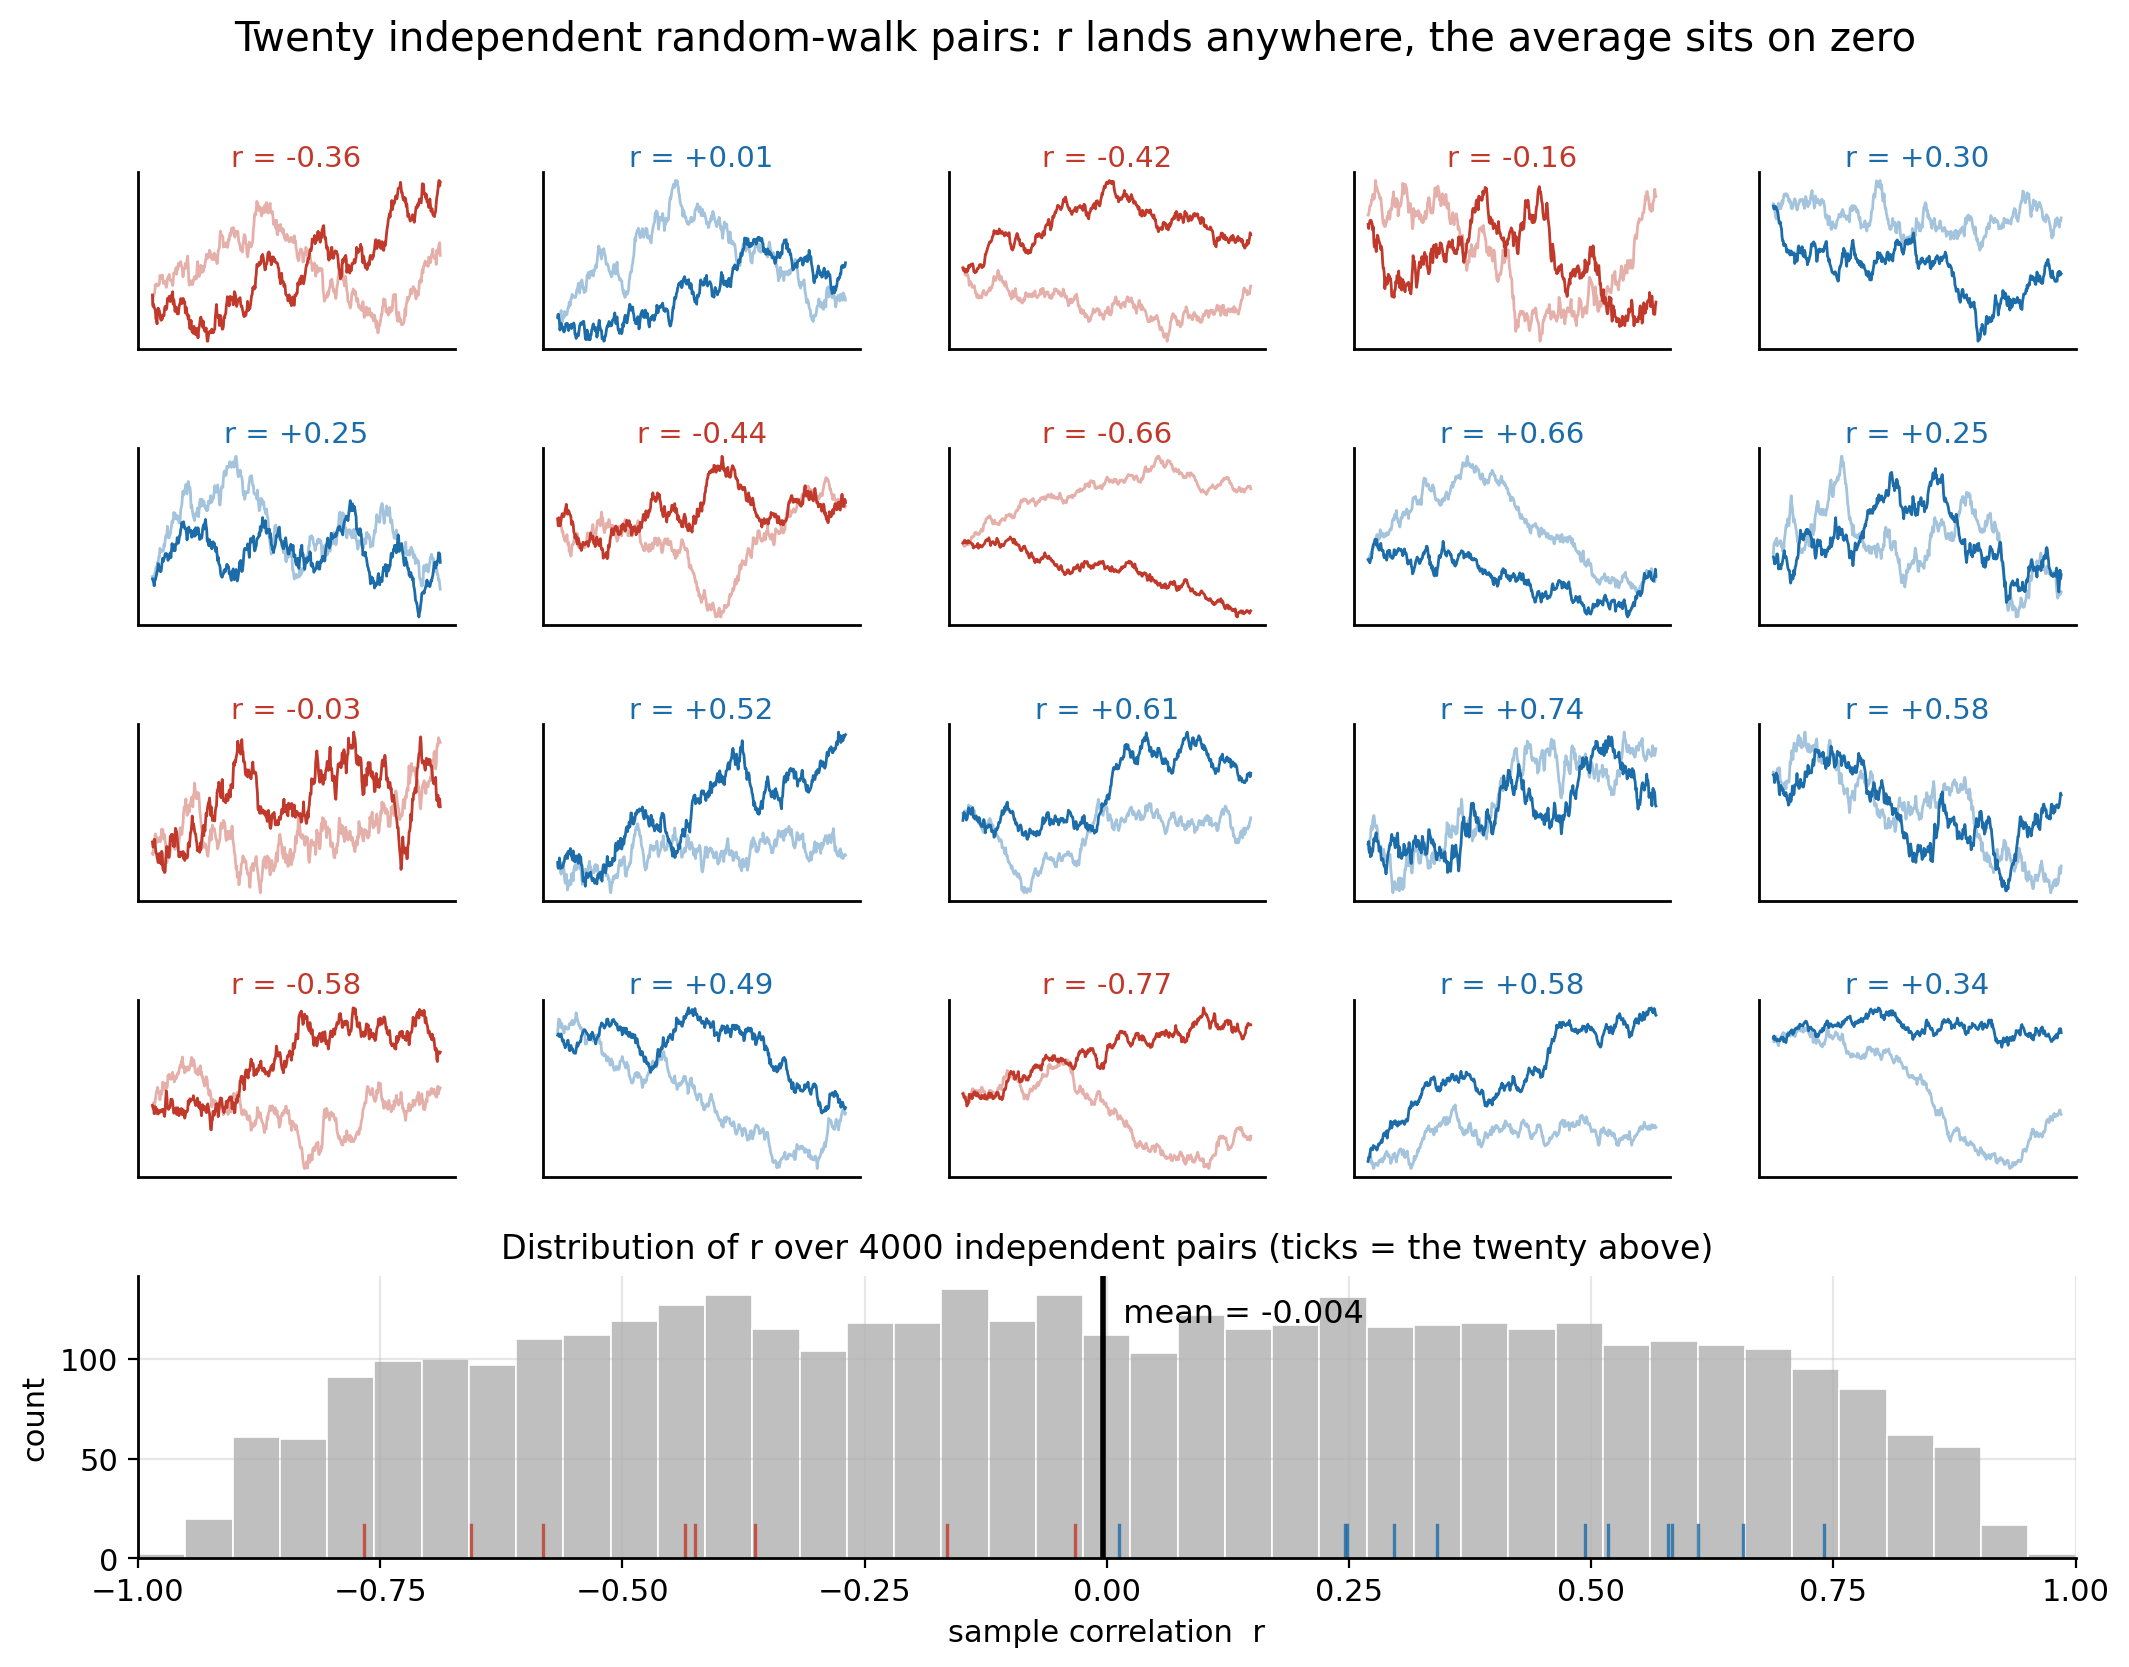 Twenty independent random-walk pairs: r lands anywhere, the average sits on zero
r = -0.36
r = +0.01
r = -0.42
r = -0.16
r = +0.30
r = +0.25
r = -0.44
r = -0.66
r = +0.66
r = +0.25
r = -0.03
r = +0.52
r = +0.61
r = +0.74
r = +0.58
r = -0.58
r = +0.49
r = -0.77
r = +0.58
r = +0.34
Distribution of r over 4000 independent pairs (ticks = the twenty above)
mean = -0.004
count
100
50
0
−1.00
−0.75
−0.50
−0.25
0.00
0.25
0.50
0.75
1.00
sample correlation  r